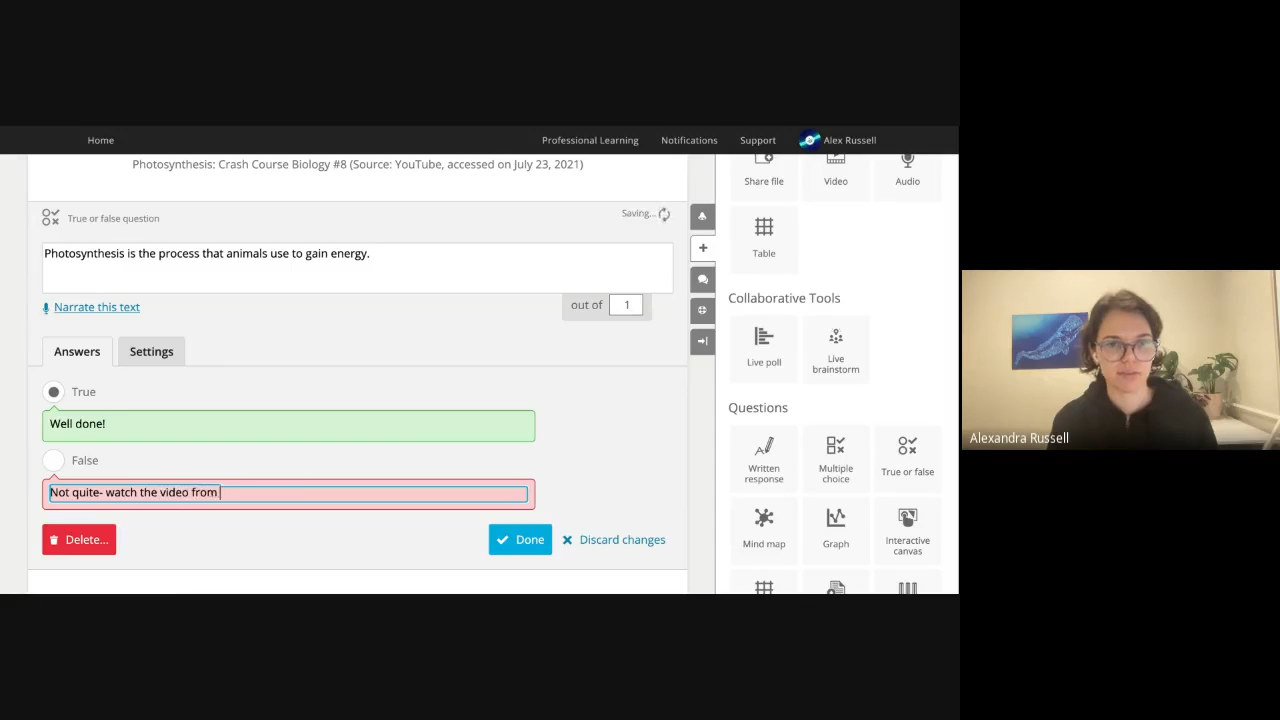 Home
Professional Learning
Notifications
Support
Alex Russell
Photosynthesis: Crash Course Biology #8 (Source: YouTube, accessed on July 23, 2021)
True or false question
Saving...
Photosynthesis is the process that animals use to gain energy.
Narrate this text
out of
1
Answers
Settings
True
Well done!
False
Not quite- watch the video from
Delete...
Done
Discard changes
Share file
Video
Audio
Table
Collaborative Tools
Live poll
Live
brainstorm
Questions
Written
response
Multiple
choice
True or false
Mind map
Graph
Interactive
canvas
Alexandra Russell